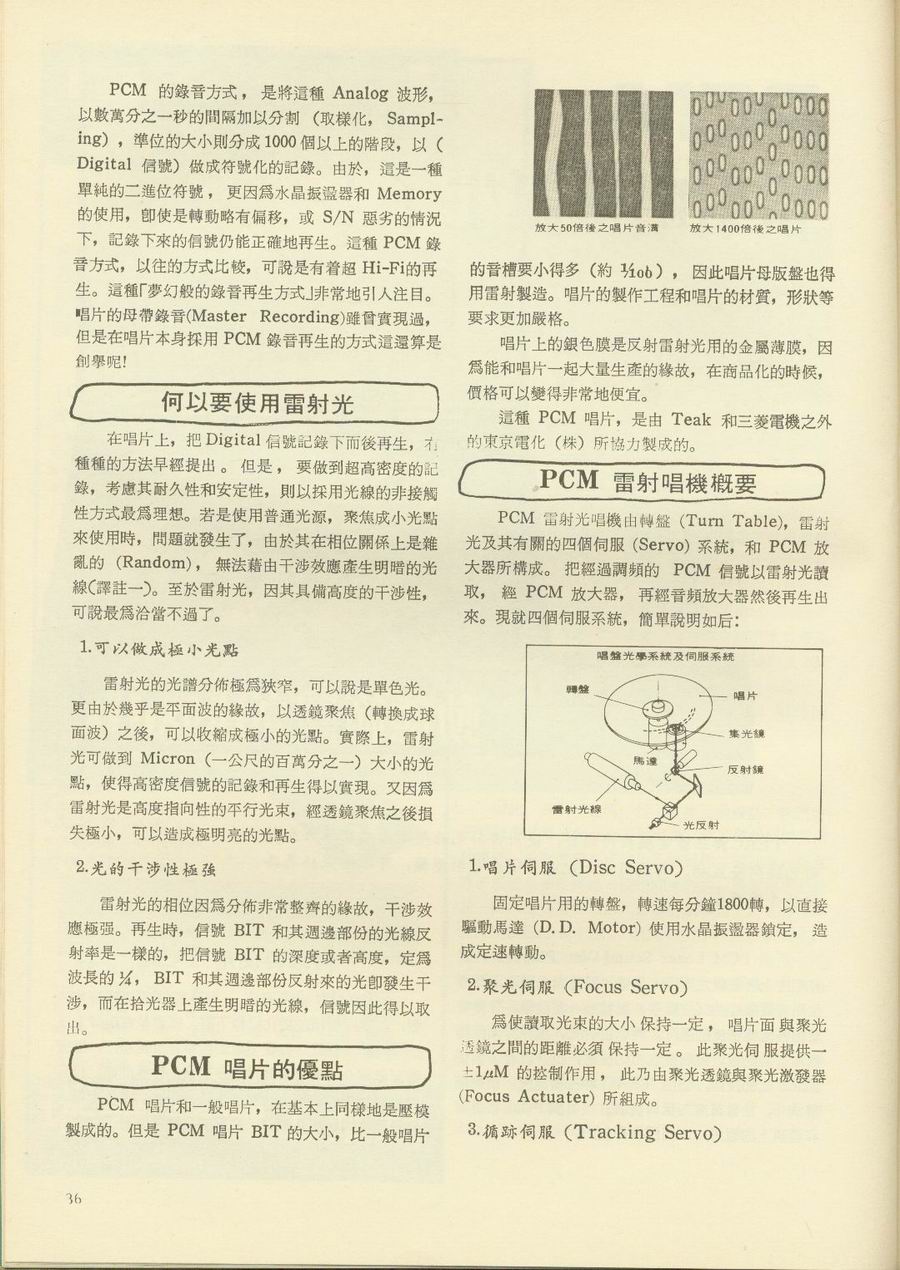 PCM 的錄音方式，是將這種 Analog 波形，
以數萬分之一秒的間隔加以分割（取樣化，Sampl-
ing），準位的大小則分成 1000 個以上的階段，以（
Digital 信號）做成符號化的記錄。由於，這是一種
單純的二進位符號，更因爲水晶振盪器和 Memory
的使用，卽使是轉動略有偏移，或 S/N 惡劣的情況
下，記錄下來的信號仍能正確地再生。這種 PCM 錄
音方式，以往的方式比較，可說是有着超 Hi-Fi的再
生。這種「夢幻般的錄音再生方式」非常地引人注目。
唱片的母帶錄音(Master Recording)雖曾實現過，
但是在唱片本身採用 PCM 錄音再生的方式這還算是
創擧呢!
何以要使用雷射光
在唱片上，把 Digital 信號記錄下而後再生，有
種種的方法早經提出。但是，要做到超高密度的記
錄，考慮其耐久性和安定性，則以採用光線的非接觸
性方式最爲理想。若是使用普通光源，聚焦成小光點
來使用時，問題就發生了，由於其在相位關係上是雜
亂的（Random），無法藉由干涉效應產生明暗的光
線（譯註一）。至於雷射光，因其具備高度的干涉性，
可說最爲洽當不過了。
1.可以做成極小光點
雷射光的光譜分佈極爲狹窄，可以說是單色光。
更由於幾乎是平面波的緣故，以透鏡聚焦（轉換成球
面波）之後，可以收縮成極小的光點。實際上，雷射
光可做到 Micron（一公尺的百萬分之一）大小的光
點，使得高密度信號的記錄和再生得以實現。又因爲
雷射光是高度指向性的平行光束，經透鏡聚焦之後損
失極小，可以造成極明亮的光點。
2.光的干涉性極強
雷射光的相位因爲分佈非常整齊的緣故，干涉效
應極强。再生時，信號 BIT 和其週邊部份的光線反
射率是一樣的，把信號 BIT 的深度或者高度，定爲
波長的¼，BIT 和其週邊部份反射來的光卽發生干
涉，而在拾光器上產生明暗的光線，信號因此得以取
出。
PCM 唱片的優點
PCM 唱片和一般唱片，在基本上同樣地是壓模
製成的。但是 PCM 唱片 BIT 的大小，比一般唱片
36
放大50倍後之唱片音溝
放大1400倍後之唱片
的音槽要小得多（約），因此唱片母版盤也得
用雷射製造。唱片的製作工程和唱片的材質，形狀等
要求更加嚴格。
唱片上的銀色膜是反射雷射光用的金屬薄膜，因
爲能和唱片一起大量生產的緣故，在商品化的時候，
價格可以變得非常地便宜。
這種 PCM 唱片，是由 Teak 和三菱電機之外
的東京電化（株）所協力製成的。
PCM 雷射唱機概要
PCM 雷射光唱機由轉盤（Turn Table)，雷射
光及其有關的四個伺服（Servo）系統，和 PCM 放
大器所構成。把經過調頻的 PCM 信號以雷射光讀
取，經 PCM 放大器，再經音頻放大器然後再生出
來。現就四個伺服系統，簡單說明如后：
唱盤光學系統及伺服系統
轉盤
唱片
集光鏡
馬達
反射鏡
雷射光線
光反射
1.唱片伺服（Disc Servo）
固定唱片用的轉盤，轉速每分鐘1800轉，以直接
驅動馬達（D.D. Motor）使用水晶振盪器鎖定，造
成定速轉動。
2.聚光伺服（Focus Servo）
爲使讀取光束的大小保持一定，唱片面與聚光
透鏡之間的距離必須保持一定。此聚光伺服提供一
±1μM 的控制作用，此乃由聚光透鏡與聚光激發器
(Focus Actuater）所組成。
3.循跡伺服（Tracking Servo）